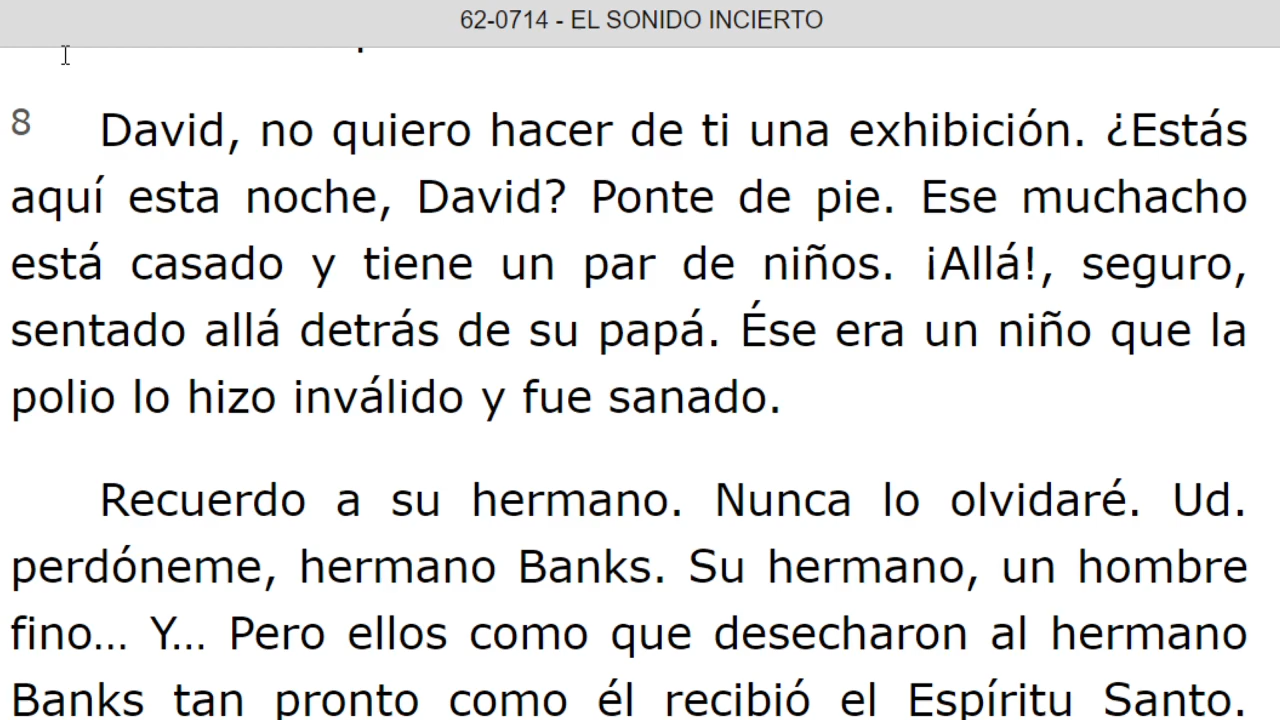 62-0714 - EL SONIDO INCIERTO
8 David, no quiero hacer de ti una exhibición. ¿Estás
aquí esta noche, David? Ponte de pie. Ese muchacho
está casado y tiene un par de niños. ¡Allá!, seguro,
sentado allá detrás de su papá. Ése era un niño que la
polio lo hizo inválido y fue sanado.
Recuerdo a su hermano. Nunca lo olvidaré. Ud.
perdóneme, hermano Banks. Su hermano, un hombre
fino… Y… Pero ellos como que desecharon al hermano
Banks tan pronto como él recibió el Espíritu Santo.